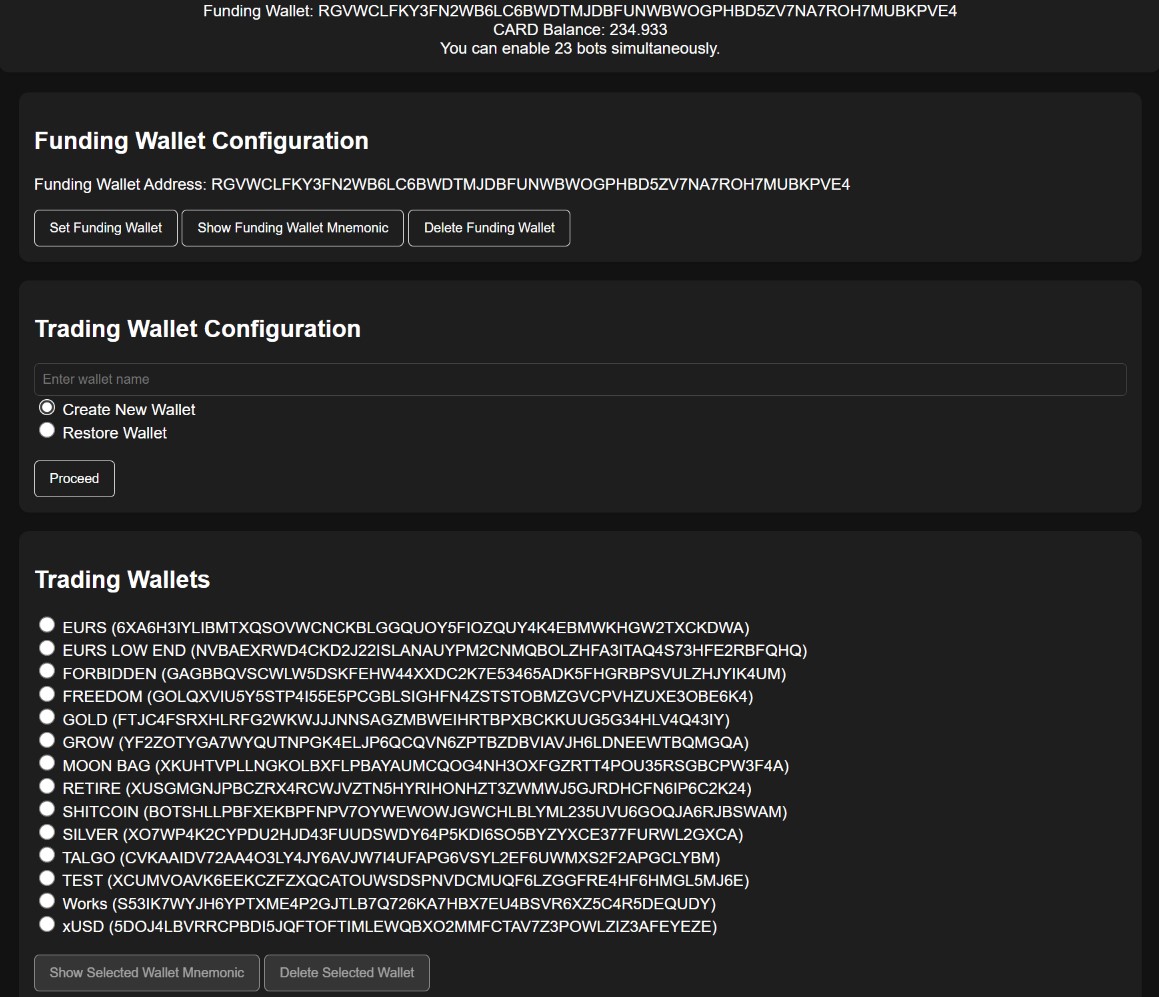 Funding Wallet: RGVWCLFKY3FN2WB6LC6BWDTMJDBFUNWBWOGPHBD5ZV7NA7ROH7MUBKPVE4
CARD Balance: 234.933
You can enable 23 bots simultaneously.
Funding Wallet Configuration
Funding Wallet Address: RGVWCLFKY3FN2WB6LC6BWDTMJDBFUNWBWOGPHBD5ZV7NA7ROH7MUBKPVE4
Set Funding Wallet Show Funding Wallet Mnemonic Delete Funding Wallet
Trading Wallet Configuration
Enter wallet name
Create New Wallet
Restore Wallet
Proceed
Trading Wallets
EURS (6XA6H3IYLIBMTXQSOVWCNCKBLGGQUOY5FIOZQUY4K4EBMWKHGW2TXCKDWA)
EURS LOW END (NVBAEXRWD4CKD2J22ISLANAUYPM2CNMQBOLZHFA3ITAQ4S73HFE2RBFQHQ)
FORBIDDEN (GAGBBQVSCWLW5DSKFEHW44XXDC2K7E53465ADK5FHGRBPSVULZHJYIK4UM)
FREEDOM (GOLQXVIU5Y5STP4I55E5PCGBLSIGHFN4ZSTSTOBMZGVCPVHZUXE3OBE6K4)
GOLD (FTJC4FSRXHLRFG2WKWJJJNNSAGZMBWEIHRTBPXBCKKUUG5G34HLV4Q43IY)
GROW (YF2ZOTYGA7WYQUTNPGK4ELJP6QCQVN6ZPTBZDBVIAVJH6LDNEEWTBQMGQA)
MOON BAG (XKUHTVPLLNGKOLBXFLPBAYAUMCQOG4NH3OXFGZRTT4POU35RSGBCPW3F4A)
RETIRE (XUSGMGNJPBCZRX4RCWJVZTN5HYRIHONHZT3ZWMWJ5GJRDHCFN6IP6C2K24)
SHITCOIN (BOTSHLLPBFXEKBPFNPV7OYWEWOWJGWCHLBLYML235UVU6GOQJA6RJBSWAM)
SILVER (XO7WP4K2CYPDU2HJD43FUUDSWDY64P5KDI6SO5BYZYXCE377FURWL2GXCA)
TALGO (CVKAAIDV72AA4O3LY4JY6AVJW7I4UFAPG6VSYL2EF6UWMXS2F2APGCLYBM)
TEST (XCUMVOAVK6EEKCZFZXQCATOUWSDSPNVDCMUQF6LZGGFRE4HF6HMGL5MJ6E)
Works (S53IK7WYJH6YPTXME4P2GJTLB7Q726KA7HBX7EU4BSVR6XZ5C4R5DEQUDY)
xUSD (5DOJ4LBVRRCPBDI5JQFTOFTIMLEWQBXO2MMFCTAV7Z3POWLZIZ3AFEYEZE)
Show Selected Wallet Mnemonic Delete Selected Wallet